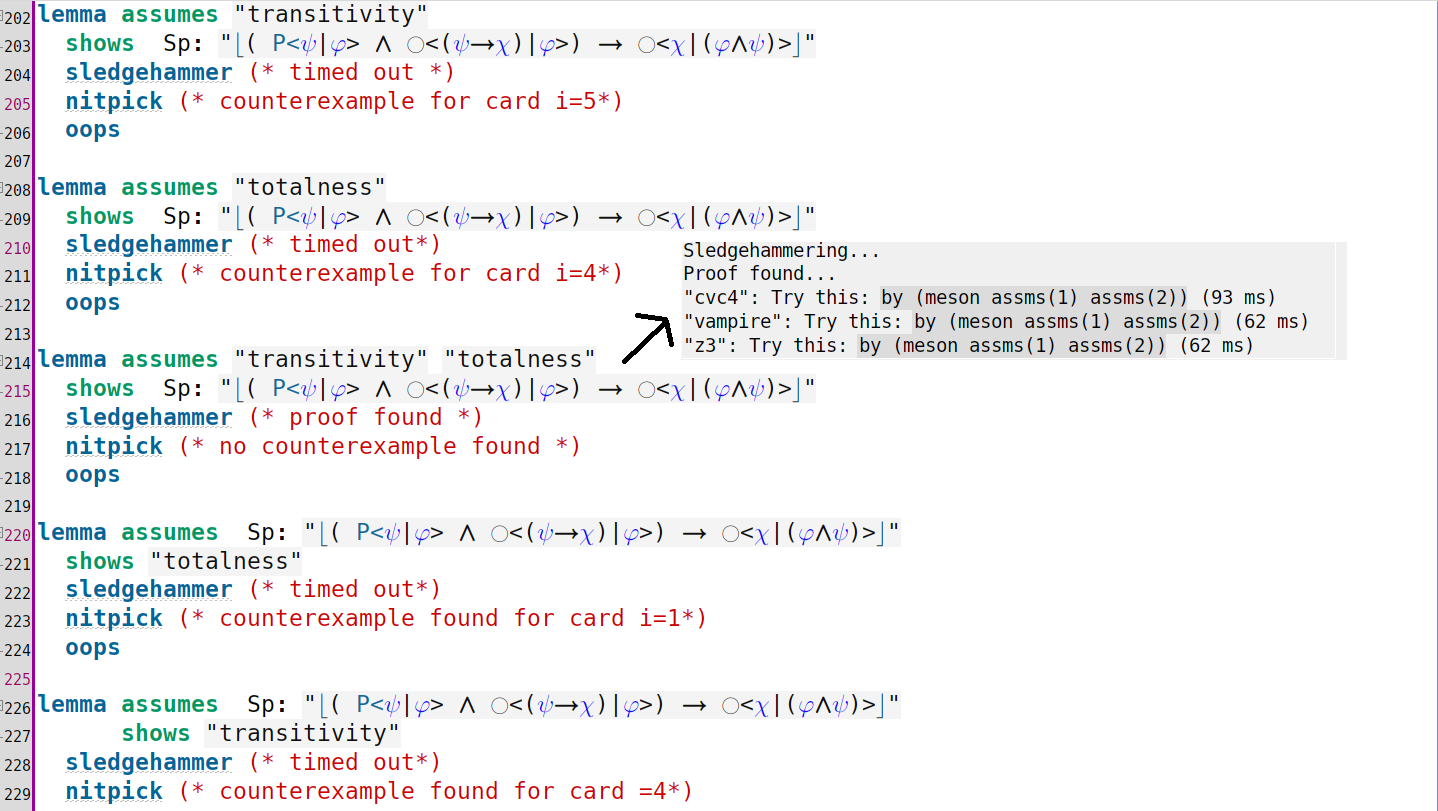 202 lemma assumes "transitivity"
203 shows Sp: "⌊( P<ψ|φ> ∧ ○<(ψ→χ)|φ>) → ○<χ|(φ∧ψ)>⌋"
204 sledgehammer (* timed out *)
205 nitpick (* counterexample for card i=5*)
206 oops
207
208 lemma assumes "totalness"
209 shows Sp: "⌊( P<ψ|φ> ∧ ○<(ψ→χ)|φ>) → ○<χ|(φ∧ψ)>⌋"
210 sledgehammer (* timed out*)
211 nitpick (* counterexample for card i=4*)
212 oops
213
Sledgehammering...
Proof found...
"cvc4": Try this: by (meson assms(1) assms(2)) (93 ms)
"vampire": Try this: by (meson assms(1) assms(2)) (62 ms)
"z3": Try this: by (meson assms(1) assms(2)) (62 ms)
214 lemma assumes "transitivity" "totalness"
215 shows Sp: "⌊( P<ψ|φ> ∧ ○<(ψ→χ)|φ>) → ○<χ|(φ∧ψ)>⌋"
216 sledgehammer (* proof found *)
217 nitpick (* no counterexample found *)
218 oops
219
220 lemma assumes Sp: "⌊( P<ψ|φ> ∧ ○<(ψ→χ)|φ>) → ○<χ|(φ∧ψ)>⌋"
221 shows "totalness"
222 sledgehammer (* timed out*)
223 nitpick (* counterexample found for card i=1*)
224 oops
225
226 lemma assumes Sp: "⌊( P<ψ|φ> ∧ ○<(ψ→χ)|φ>) → ○<χ|(φ∧ψ)>⌋"
227 shows "transitivity"
228 sledgehammer (* timed out*)
229 nitpick (* counterexample found for card =4*)